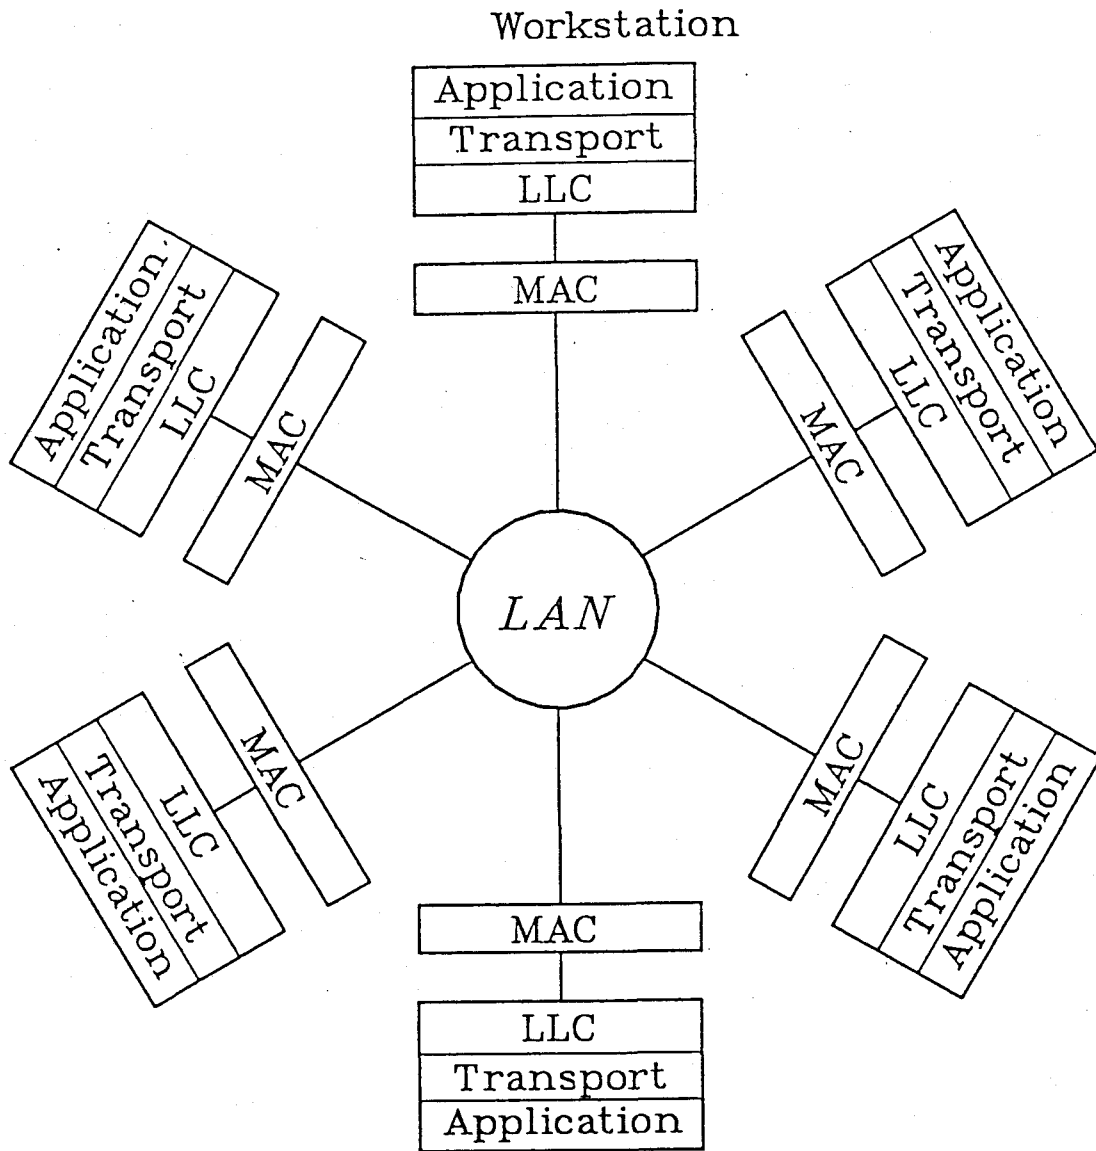 Workstation
Application
Transport
LLC
MAC
Application
Transport
LLC
MAC
Application
Transport
LLC
MAC
LAN
MAC
LLC
Transport
Application
MAC
LLC
Transport
Application
MAC
LLC
Transport
Application